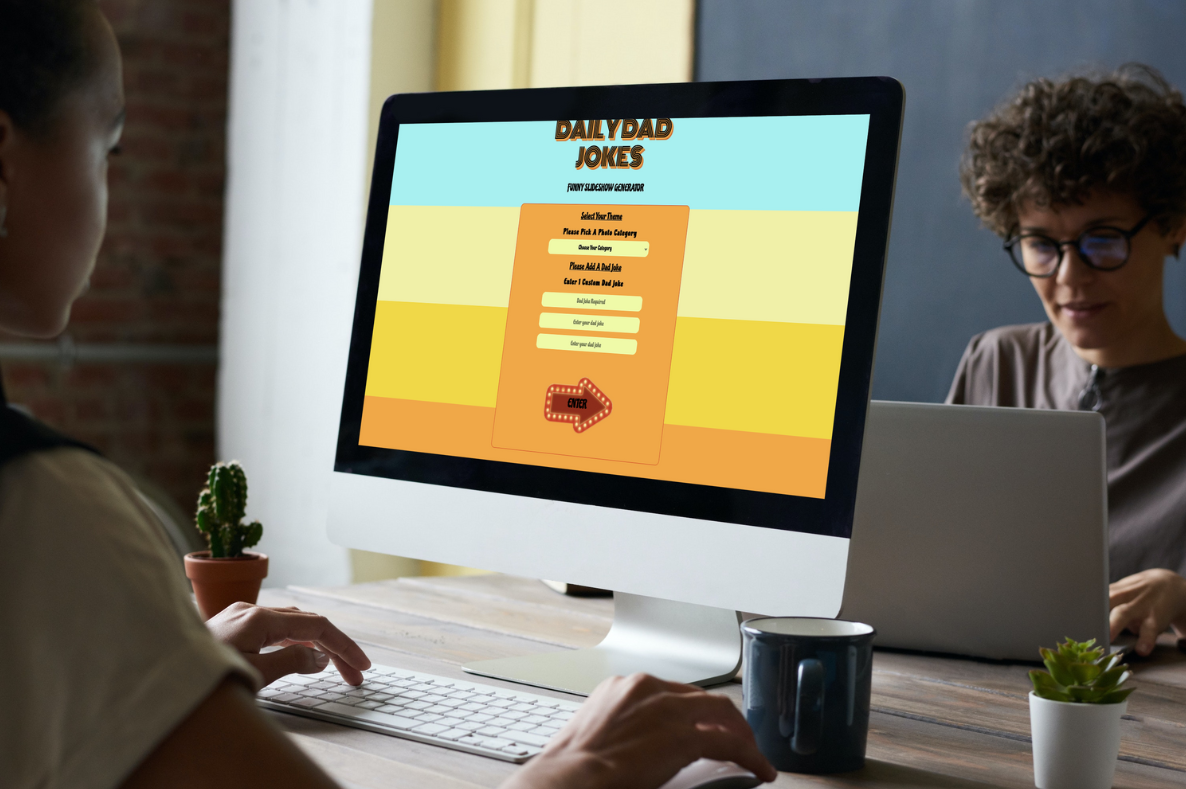 DAILY DAD
JOKES
FUNNY SLIDESHOW GENERATOR
Select Your Theme
Please Pick A Photo Category
Choose Your Category
Please Add A Dad Joke
Enter 1 Custom Dad Joke
Dad Joke Required
Enter your dad joke
Enter your dad joke
ENTER